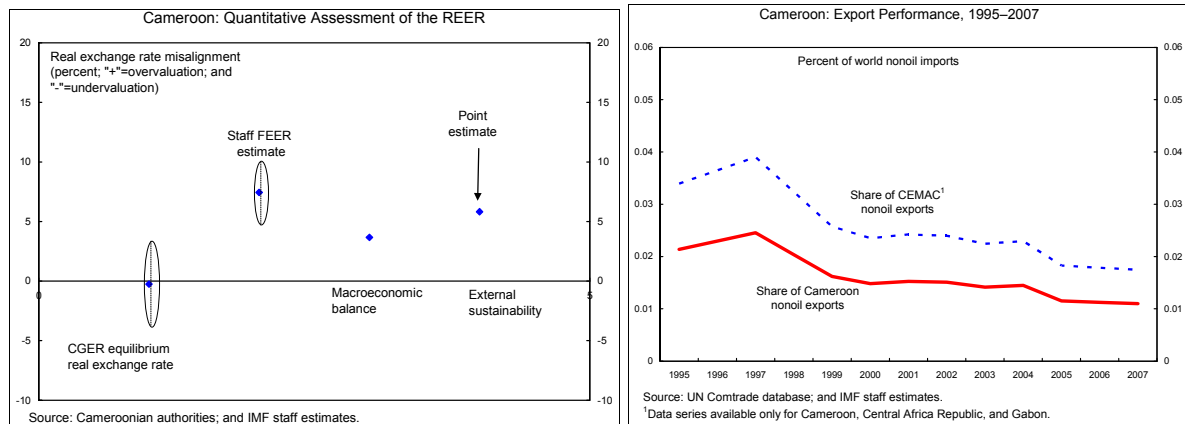 Cameroon: Quantitative Assessment of the REER
20
20
Real exchange rate misalignment
(percent; "+"=overvaluation; and
"-"=undervaluation)
15
15
Staff FEER
estimate
Point
estimate
10
10
5
5
0
0
0
5
Macroeconomic
balance
External
sustainability
-5
-5
CGER equilibrium
real exchange rate
-10
-10
Source: Cameroonian authorities; and IMF staff estimates.
Cameroon: Export Performance, 1995–2007
0.06
0.06
Percent of world nonoil imports
0.05
0.05
0.04
0.04
Share of CEMAC¹
nonoil exports
0.03
0.03
0.02
0.02
Share of Cameroon
nonoil exports
0.01
0.01
0
0
1995 1996 1997 1998 1999 2000 2001 2002 2003 2004 2005 2006 2007
Source: UN Comtrade database; and IMF staff estimates.
¹Data series available only for Cameroon, Central Africa Republic, and Gabon.